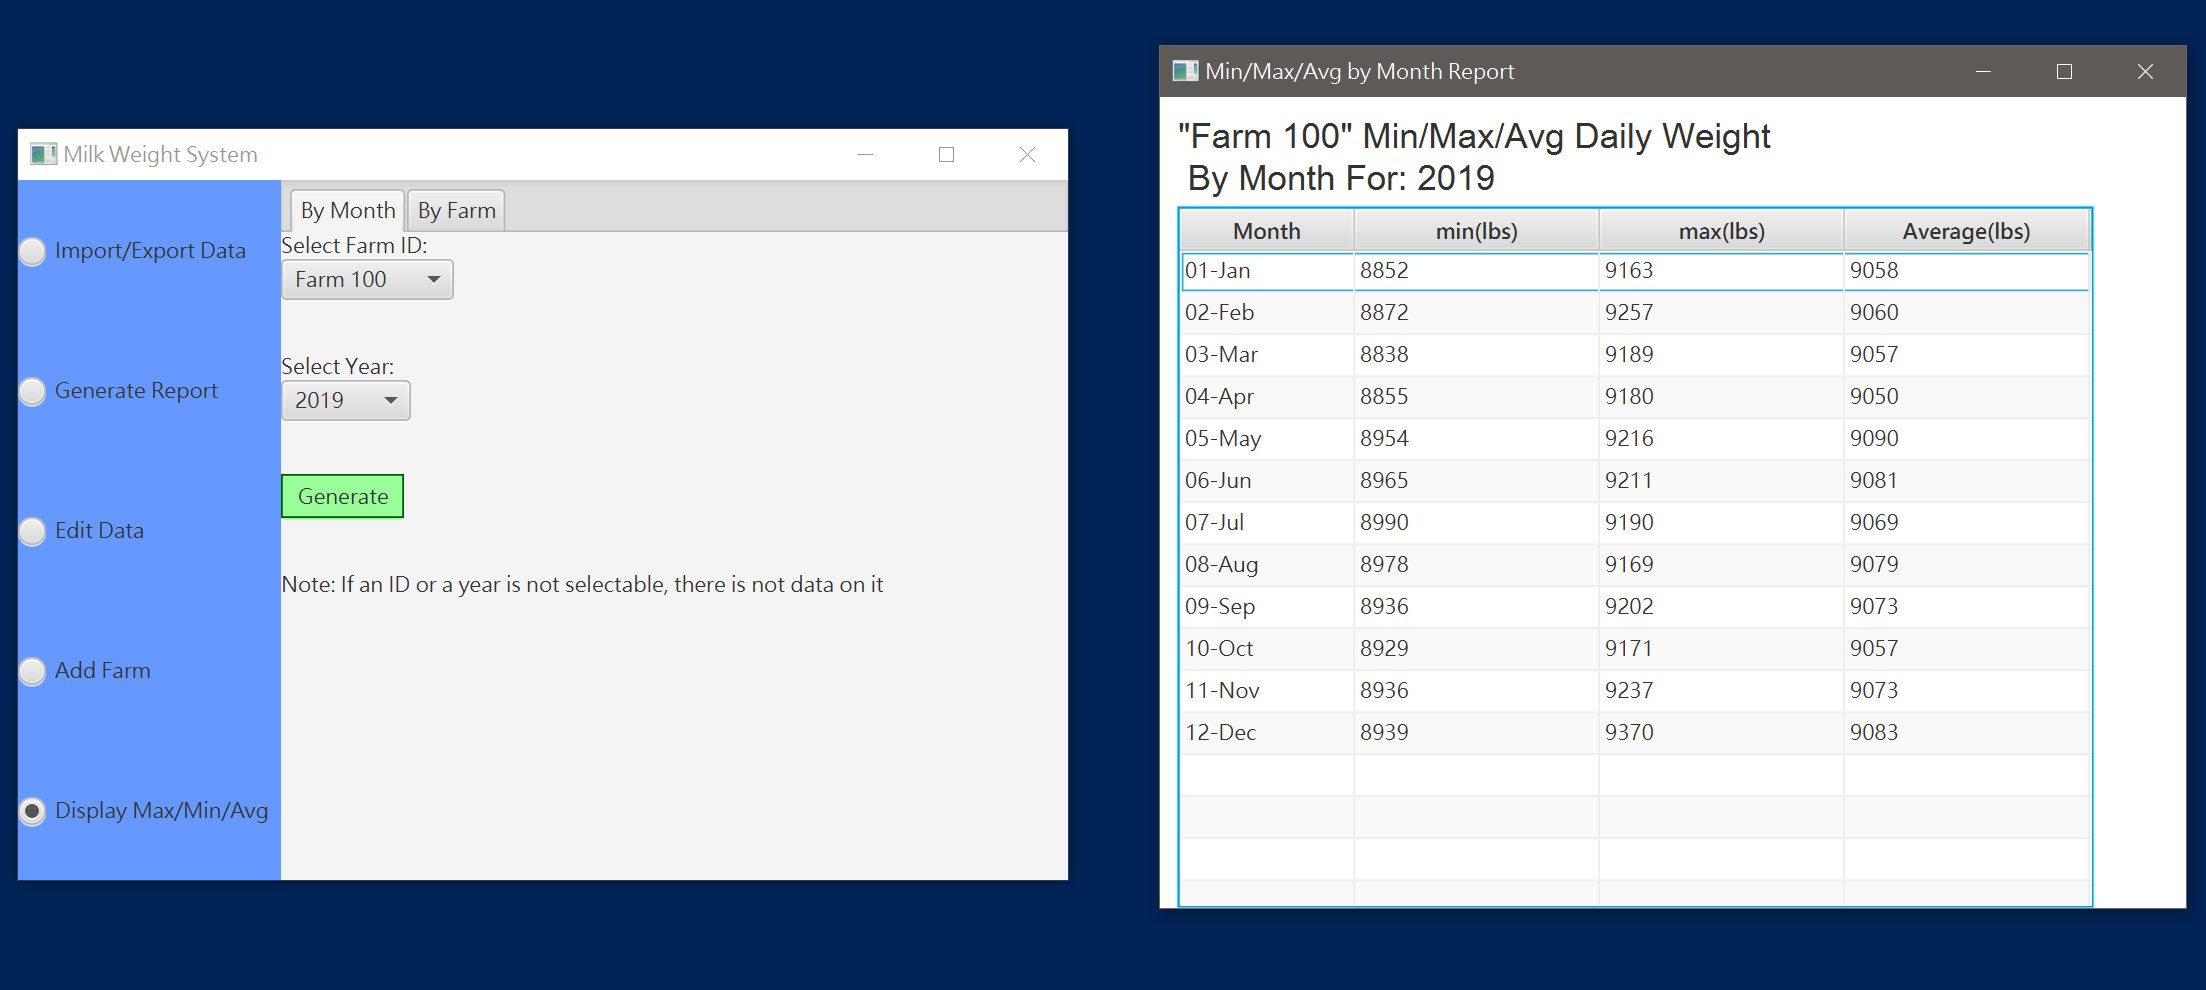 Milk Weight System
Import/Export Data
Generate Report
Edit Data
Add Farm
Display Max/Min/Avg
By Month By Farm
Select Farm ID:
Farm 100
Select Year:
2019
Generate
Note: If an ID or a year is not selectable, there is not data on it
Min/Max/Avg by Month Report
"Farm 100" Min/Max/Avg Daily Weight
By Month For: 2019
Month min(lbs) max(lbs) Average(lbs)
01-Jan 8852 9163 9058
02-Feb 8872 9257 9060
03-Mar 8838 9189 9057
04-Apr 8855 9180 9050
05-May 8954 9216 9090
06-Jun 8965 9211 9081
07-Jul 8990 9190 9069
08-Aug 8978 9169 9079
09-Sep 8936 9202 9073
10-Oct 8929 9171 9057
11-Nov 8936 9237 9073
12-Dec 8939 9370 9083